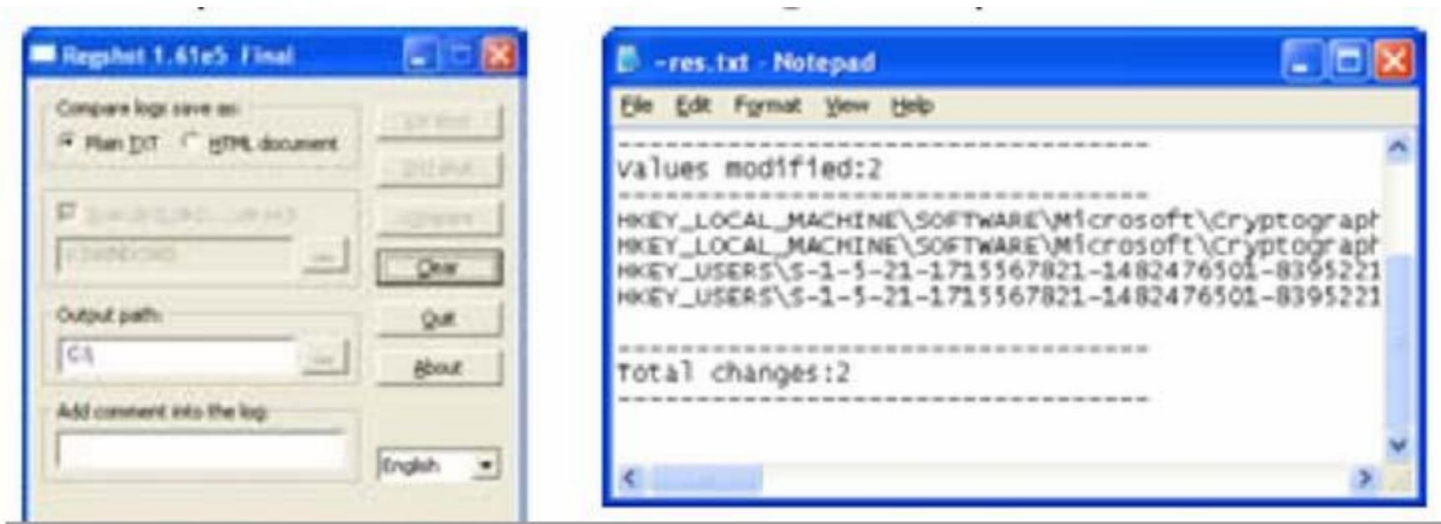 Regshot 1.61e5 Final
Compare logs save as:
Plain TXT HTML document
Clear
Output path:
Quit
C:\
About
Add comment into the log:
English
~res.txt - Notepad
File Edit Format View Help
----------------------------------
Values modified:2
----------------------------------
HKEY_LOCAL_MACHINE\SOFTWARE\Microsoft\Cryptograph
HKEY_LOCAL_MACHINE\SOFTWARE\Microsoft\Cryptograph
HKEY_USERS\S-1-5-21-1715567821-1482476501-8395221
HKEY_USERS\S-1-5-21-1715567821-1482476501-8395221
----------------------------------
Total changes:2
----------------------------------